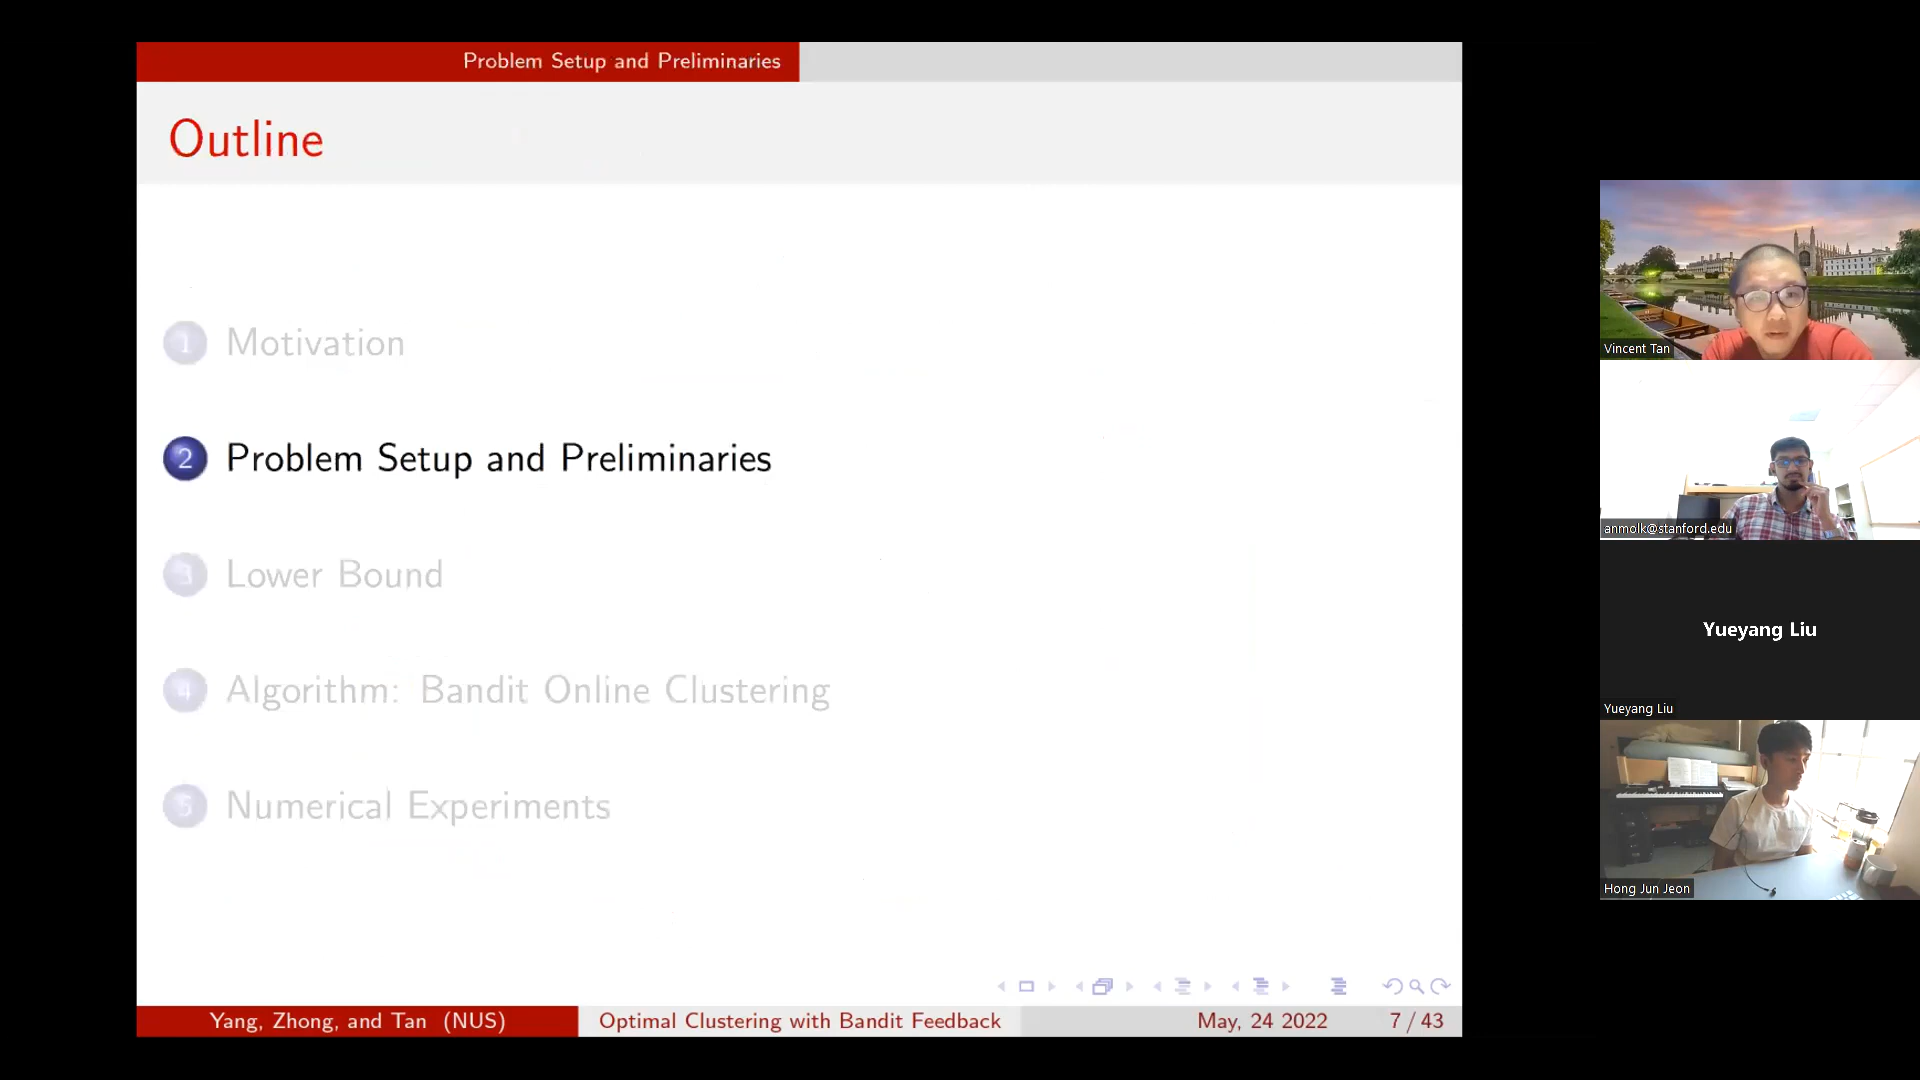 Problem Setup and Preliminaries
Outline
1 Motivation
2 Problem Setup and Preliminaries
3 Lower Bound
4 Algorithm: Bandit Online Clustering
5 Numerical Experiments
Yang, Zhong, and Tan (NUS)
Optimal Clustering with Bandit Feedback
May, 24 2022
7 / 43
Vincent Tan
anmolk@stanford.edu
Yueyang Liu
Yueyang Liu
Hong Jun Jeon